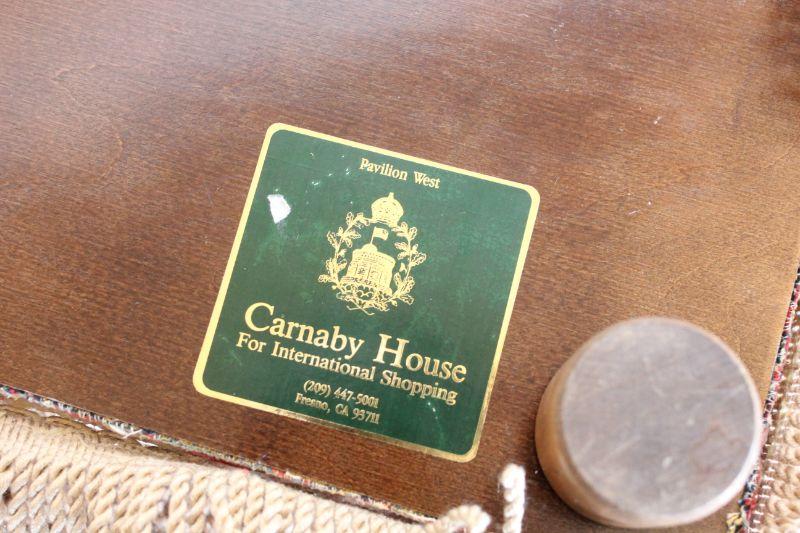 Pavilion West
Carnaby House
For International Shopping
(209) 447-5001
Fresno, CA 93711